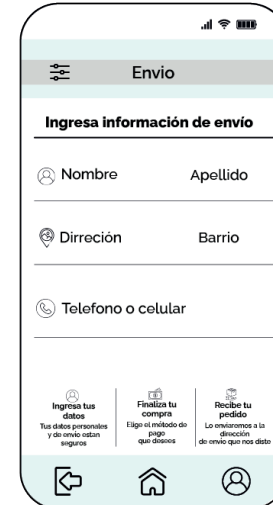 Envio
Ingresa información de envío
Nombre Apellido
Dirreción Barrio
Telefono o celular
Ingresa tus
datos
Tus datos personales
y de envio estan
seguros
Finaliza tu
compra
Elige el método de
pago
que desees
Recibe tu
pedido
Lo enviaremos a la
dirección
de envio que nos diste